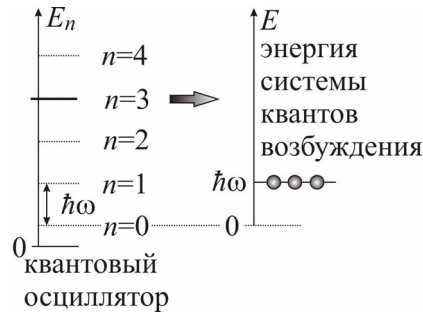 Eₙ
n=4
n=3
n=2
n=1
ħω
n=0
0
квантовый
осциллятор
E
энергия
системы
квантов
возбуждения
ħω
0